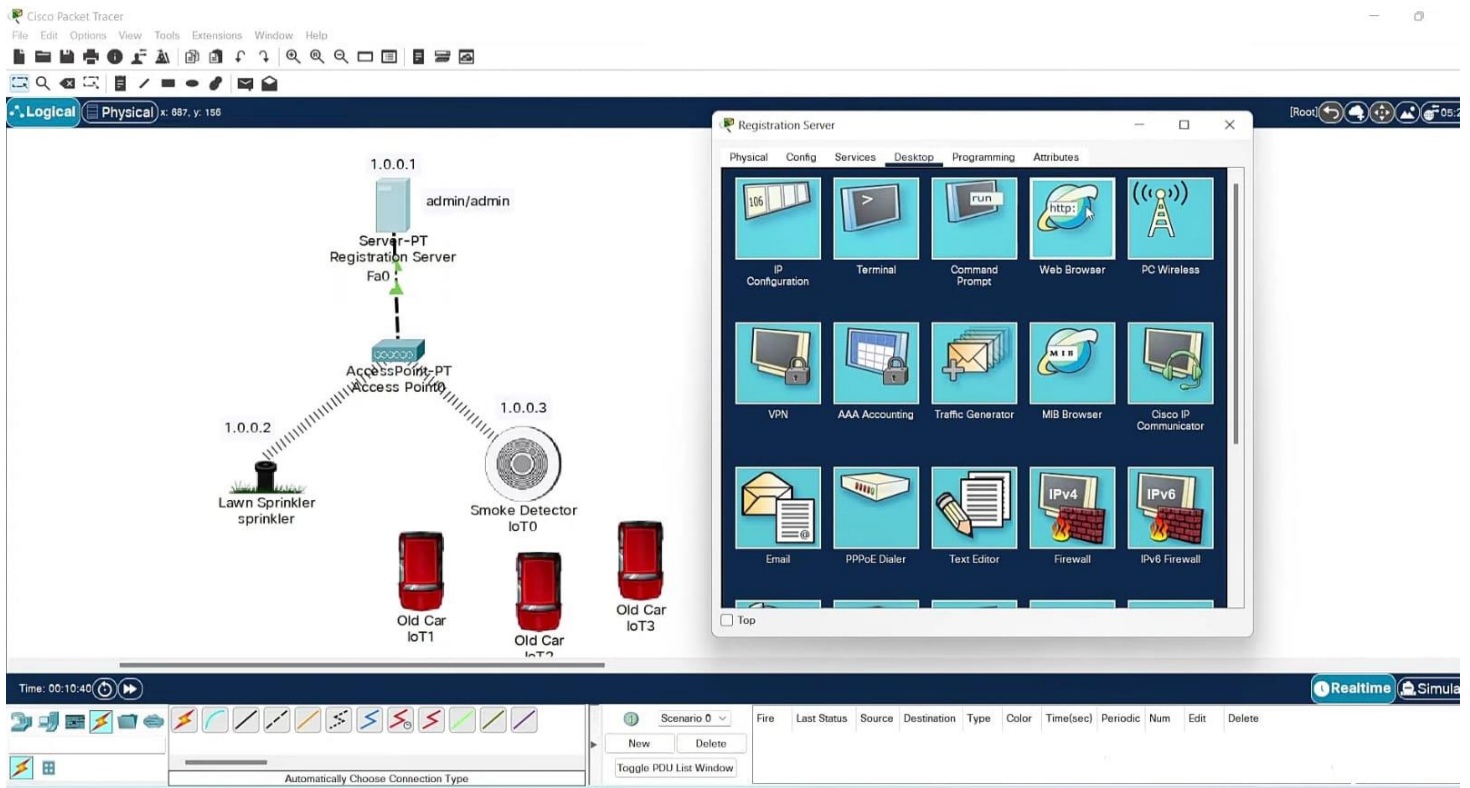 Cisco Packet Tracer
File Edit Options View Tools Extensions Window Help
Logical Physical x: 687, y: 156
[Root]
1.0.0.1
admin/admin
Server-PT
Registration Server
Fa0
AccessPoint-PT
Access Point0
1.0.0.2
1.0.0.3
Lawn Sprinkler
sprinkler
Smoke Detector
IoT0
Old Car
IoT1
Old Car
IoT2
Old Car
IoT3
Registration Server
Physical Config Services Desktop Programming Attributes
106
>
run
http:
IP
Configuration
Terminal
Command
Prompt
Web Browser
PC Wireless
MIB
VPN
AAA Accounting
Traffic Generator
MIB Browser
Cisco IP
Communicator
IPv4
IPv6
Email
PPPoE Dialer
Text Editor
Firewall
IPv6 Firewall
Top
Time: 00:10:40
Realtime
Simula
Automatically Choose Connection Type
Scenario 0
New Delete
Toggle PDU List Window
Fire Last Status Source Destination Type Color Time(sec) Periodic Num Edit Delete